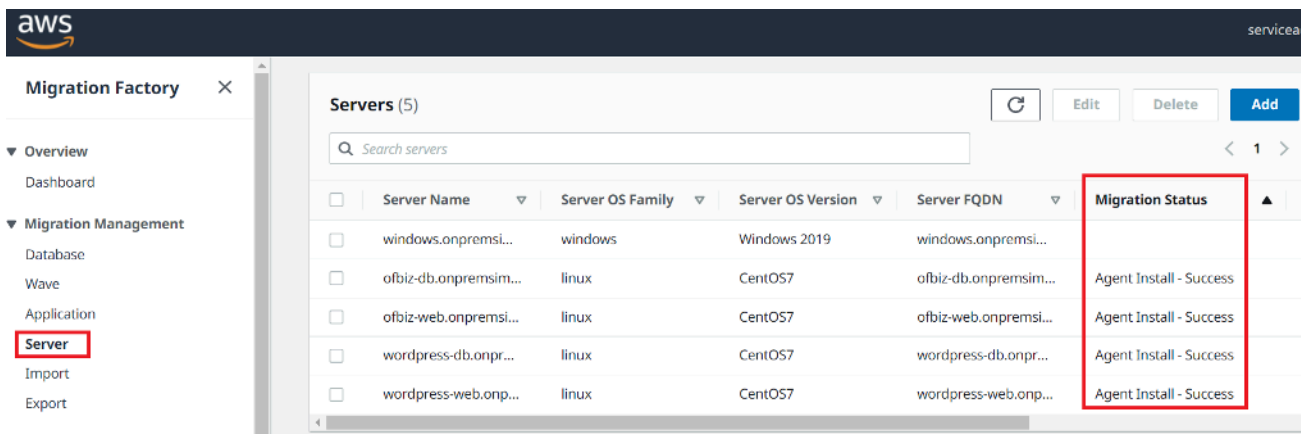 aws
servicea
Migration Factory
Overview
Dashboard
Migration Management
Database
Wave
Application
Server
Import
Export
Servers (5)
Edit Delete Add
Search servers
1
Server Name Server OS Family Server OS Version Server FQDN Migration Status
windows.onpremsi... windows Windows 2019 windows.onpremsi...
ofbiz-db.onpremsim... linux CentOS7 ofbiz-db.onpremsim... Agent Install - Success
ofbiz-web.onpremsi... linux CentOS7 ofbiz-web.onpremsi... Agent Install - Success
wordpress-db.onpr... linux CentOS7 wordpress-db.onpr... Agent Install - Success
wordpress-web.onp... linux CentOS7 wordpress-web.onp... Agent Install - Success